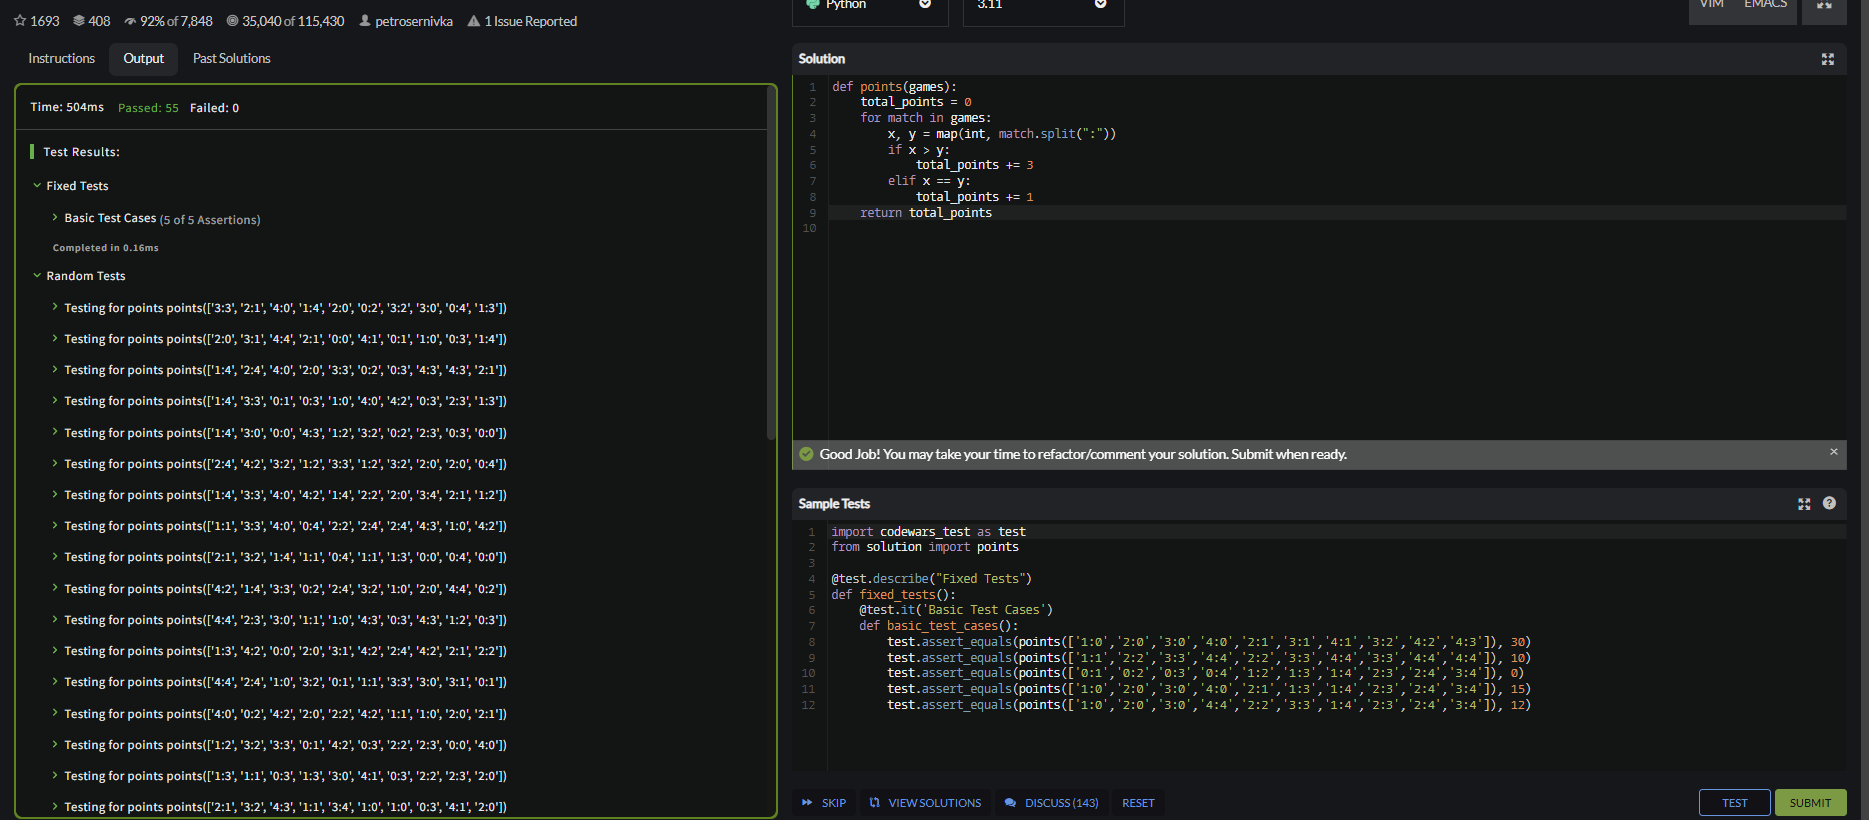 1693 408 92% of 7,848 35,040 of 115,430 petrosernivka 1 Issue Reported
Instructions Output Past Solutions
Time: 504ms Passed: 55 Failed: 0
Test Results:
Fixed Tests
Basic Test Cases (5 of 5 Assertions)
Completed in 0.16ms
Random Tests
Testing for points points(['3:3', '2:1', '4:0', '1:4', '2:0', '0:2', '3:2', '3:0', '0:4', '1:3'])
Testing for points points(['2:0', '3:1', '4:4', '2:1', '0:0', '4:1', '0:1', '1:0', '0:3', '1:4'])
Testing for points points(['1:4', '2:4', '4:0', '2:0', '3:3', '0:2', '0:3', '4:3', '4:3', '2:1'])
Testing for points points(['1:4', '3:3', '0:1', '0:3', '1:0', '4:0', '4:2', '0:3', '2:3', '1:3'])
Testing for points points(['1:4', '3:0', '0:0', '4:3', '1:2', '3:2', '0:2', '2:3', '0:3', '0:0'])
Testing for points points(['2:4', '4:2', '3:2', '1:2', '3:3', '1:2', '3:2', '2:0', '2:0', '0:4'])
Testing for points points(['1:4', '3:3', '4:0', '4:2', '1:4', '2:2', '2:0', '3:4', '2:1', '1:2'])
Testing for points points(['1:1', '3:3', '4:0', '0:4', '2:2', '2:4', '2:4', '4:3', '1:0', '4:2'])
Testing for points points(['2:1', '3:2', '1:4', '1:1', '0:4', '1:1', '1:3', '0:0', '0:4', '0:0'])
Testing for points points(['4:2', '1:4', '3:3', '0:2', '2:4', '3:2', '1:0', '2:0', '4:4', '0:2'])
Testing for points points(['4:4', '2:3', '3:0', '1:1', '1:0', '4:3', '0:3', '4:3', '1:2', '0:3'])
Testing for points points(['1:3', '4:2', '0:0', '2:0', '3:1', '4:2', '2:4', '4:2', '2:1', '2:2'])
Testing for points points(['4:4', '2:4', '1:0', '3:2', '0:1', '1:1', '3:3', '3:0', '3:1', '0:1'])
Testing for points points(['4:0', '0:2', '4:2', '2:0', '2:2', '4:2', '1:1', '1:0', '2:0', '2:1'])
Testing for points points(['1:2', '3:2', '3:3', '0:1', '4:2', '0:3', '2:2', '2:3', '0:0', '4:0'])
Testing for points points(['1:3', '1:1', '0:3', '1:3', '3:0', '4:1', '0:3', '2:2', '2:3', '2:0'])
Testing for points points(['2:1', '3:2', '4:3', '1:1', '3:4', '1:0', '1:0', '0:3', '4:1', '2:0'])
Python 3.11 VIM EMACS
Solution
1 def points(games):
2 total_points = 0
3 for match in games:
4 x, y = map(int, match.split(":"))
5 if x > y:
6 total_points += 3
7 elif x == y:
8 total_points += 1
9 return total_points
10
Good Job! You may take your time to refactor/comment your solution. Submit when ready. ×
Sample Tests ?
1 import codewars_test as test
2 from solution import points
3
4 @test.describe("Fixed Tests")
5 def fixed_tests():
6 @test.it('Basic Test Cases')
7 def basic_test_cases():
8 test.assert_equals(points(['1:0','2:0','3:0','4:0','2:1','3:1','4:1','3:2','4:2','4:3']), 30)
9 test.assert_equals(points(['1:1','2:2','3:3','4:4','2:2','3:3','4:4','3:3','4:4','4:4']), 10)
10 test.assert_equals(points(['0:1','0:2','0:3','0:4','1:2','1:3','1:4','2:3','2:4','3:4']), 0)
11 test.assert_equals(points(['1:0','2:0','3:0','4:0','2:1','1:3','1:4','2:3','2:4','3:4']), 15)
12 test.assert_equals(points(['1:0','2:0','3:0','4:4','2:2','3:3','1:4','2:3','2:4','3:4']), 12)
SKIP VIEW SOLUTIONS DISCUSS (143) RESET TEST SUBMIT